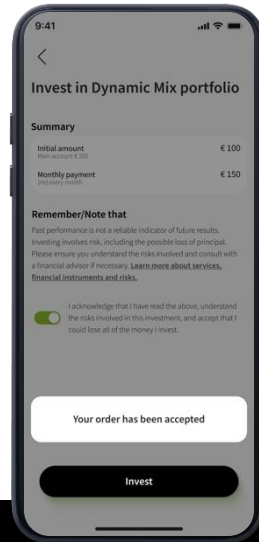 9:41
Invest in Dynamic Mix portfolio
Summary
Initial amount € 100
Main account € 200
Monthly payment € 150
2nd every month
Remember/Note that
Past performance is not a reliable indicator of future results.
Investing involves risk, including the possible loss of principal.
Please ensure you understand the risks involved and consult with
a financial advisor if necessary. Learn more about services,
financial instruments and risks.
I acknowledge that I have read the above, understand
the risks involved in this investment, and accept that I
could lose all of the money I invest.
Your order has been accepted
Invest